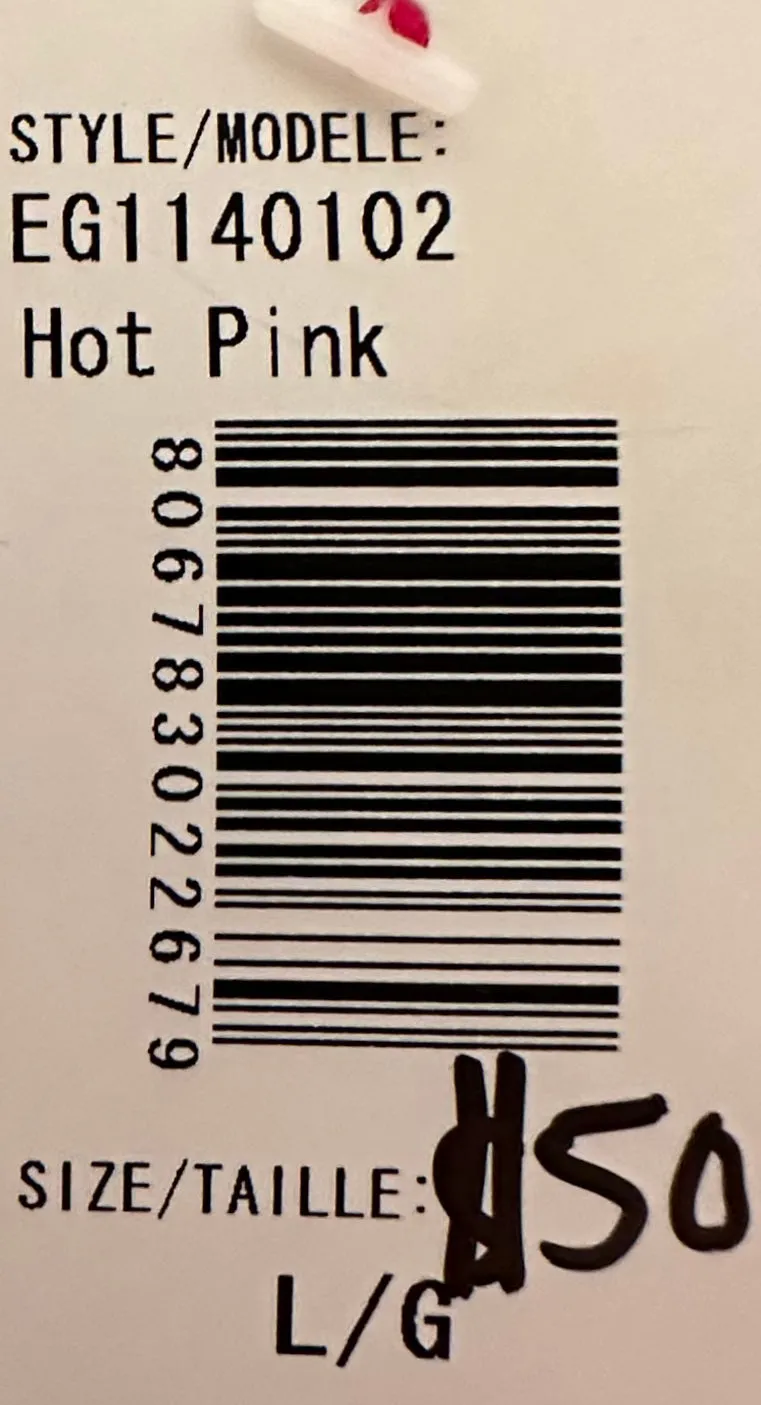 STYLE/MODELE:
EG1140102
Hot Pink
806783022679
SIZE/TAILLE:
$50
L/G